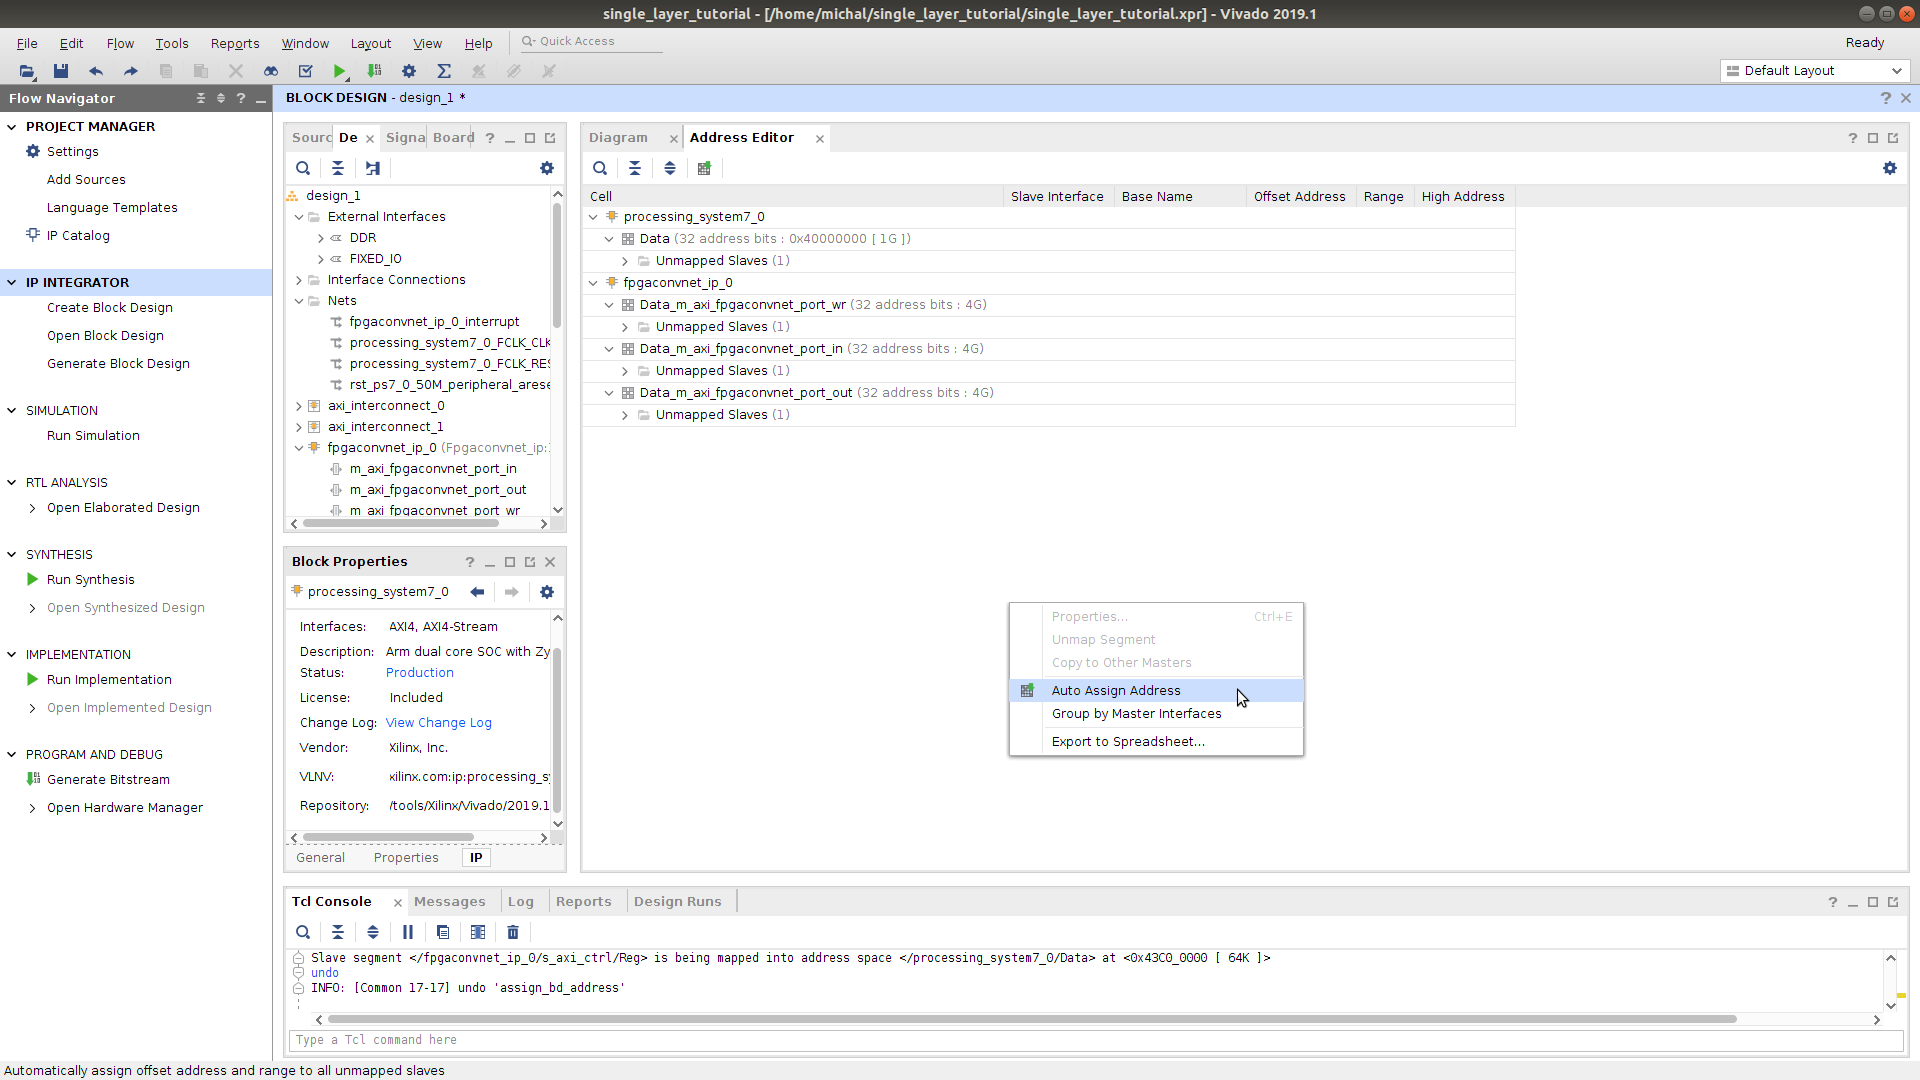 single_layer_tutorial - [/home/michal/single_layer_tutorial/single_layer_tutorial.xpr] - Vivado 2019.1
File Edit Flow Tools Reports Window Layout View Help Quick Access Ready
Default Layout
Flow Navigator
PROJECT MANAGER
Settings
Add Sources
Language Templates
IP Catalog
IP INTEGRATOR
Create Block Design
Open Block Design
Generate Block Design
SIMULATION
Run Simulation
RTL ANALYSIS
Open Elaborated Design
SYNTHESIS
Run Synthesis
Open Synthesized Design
IMPLEMENTATION
Run Implementation
Open Implemented Design
PROGRAM AND DEBUG
Generate Bitstream
Open Hardware Manager
BLOCK DESIGN - design_1 *
Sourc De Signa Board
design_1
External Interfaces
DDR
FIXED_IO
Interface Connections
Nets
fpgaconvnet_ip_0_interrupt
processing_system7_0_FCLK_CLK
processing_system7_0_FCLK_RES
rst_ps7_0_50M_peripheral_arese
axi_interconnect_0
axi_interconnect_1
fpgaconvnet_ip_0 (Fpgaconvnet_ip:
m_axi_fpgaconvnet_port_in
m_axi_fpgaconvnet_port_out
m_axi_fpgaconvnet_port_wr
Block Properties
processing_system7_0
Interfaces: AXI4, AXI4-Stream
Description: Arm dual core SOC with Zy
Status: Production
License: Included
Change Log: View Change Log
Vendor: Xilinx, Inc.
VLNV: xilinx.com:ip:processing_s
Repository: /tools/Xilinx/Vivado/2019.1
General Properties IP
Diagram Address Editor
Cell Slave Interface Base Name Offset Address Range High Address
processing_system7_0
Data (32 address bits : 0x40000000 [ 1G ])
Unmapped Slaves (1)
fpgaconvnet_ip_0
Data_m_axi_fpgaconvnet_port_wr (32 address bits : 4G)
Unmapped Slaves (1)
Data_m_axi_fpgaconvnet_port_in (32 address bits : 4G)
Unmapped Slaves (1)
Data_m_axi_fpgaconvnet_port_out (32 address bits : 4G)
Unmapped Slaves (1)
Properties... Ctrl+E
Unmap Segment
Copy to Other Masters
Auto Assign Address
Group by Master Interfaces
Export to Spreadsheet...
Tcl Console Messages Log Reports Design Runs
Slave segment </fpgaconvnet_ip_0/s_axi_ctrl/Reg> is being mapped into address space </processing_system7_0/Data> at <0x43C0_0000 [ 64K ]>
undo
INFO: [Common 17-17] undo 'assign_bd_address'
Type a Tcl command here
Automatically assign offset address and range to all unmapped slaves